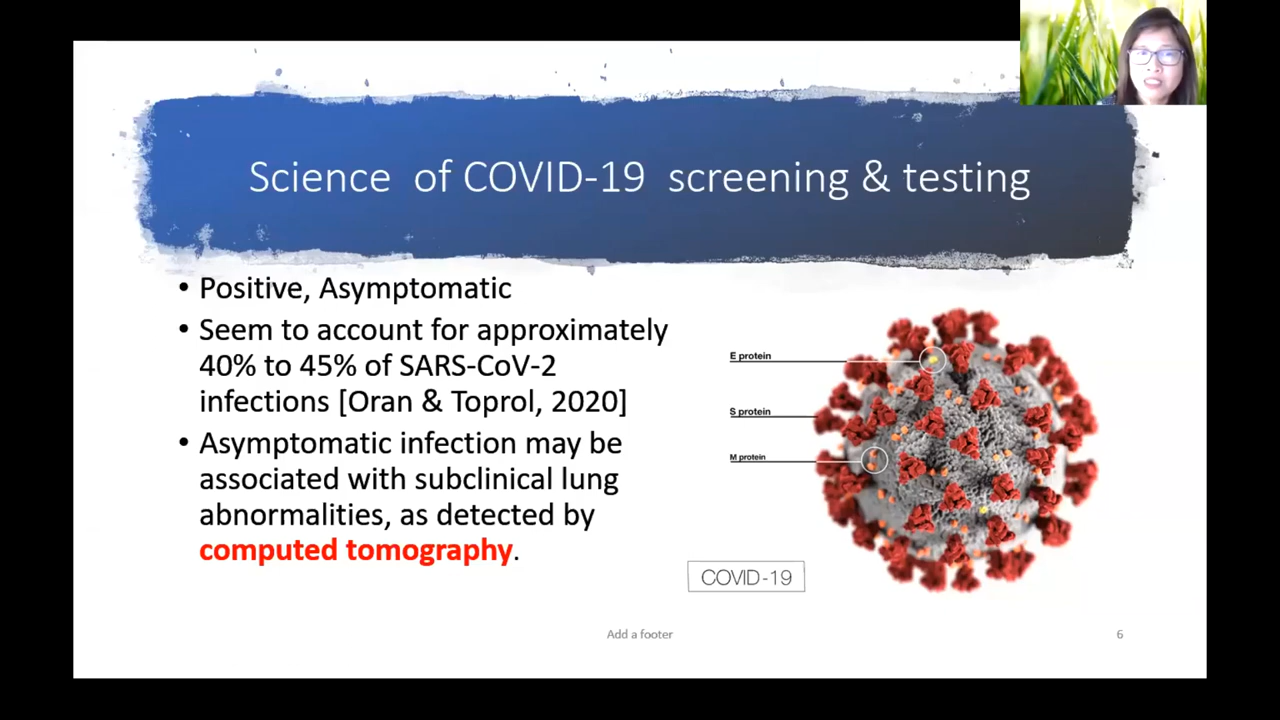 Science of COVID-19 screening & testing
• Positive, Asymptomatic
• Seem to account for approximately
40% to 45% of SARS-CoV-2
infections [Oran & Toprol, 2020]
• Asymptomatic infection may be
associated with subclinical lung
abnormalities, as detected by
computed tomography.
E protein
S protein
M protein
COVID-19
Add a footer
6